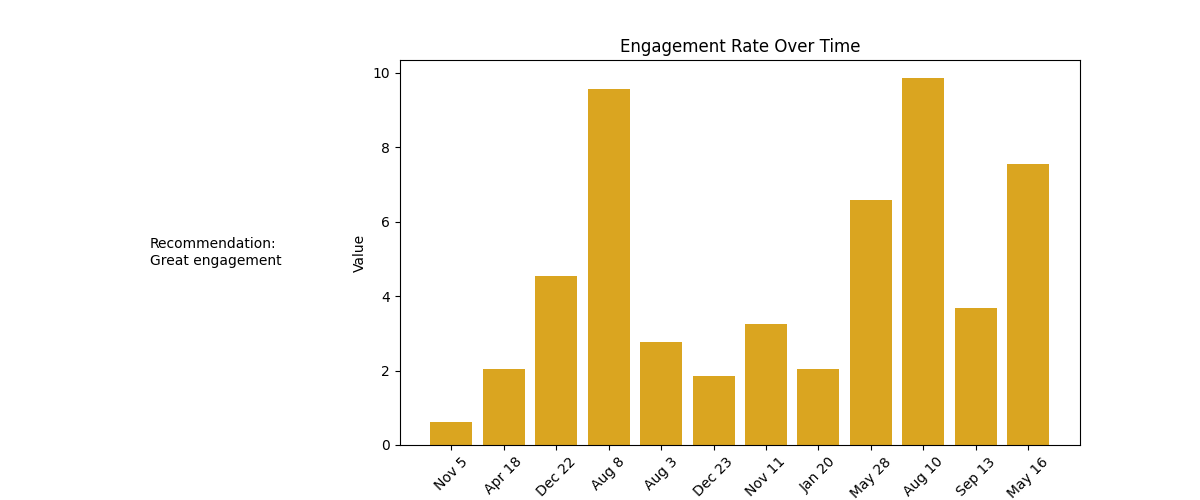 Engagement Rate Over Time
10
8
6
4
2
0
Value
Recommendation:
Great engagement
Nov 5
Apr 18
Dec 22
Aug 8
Aug 3
Dec 23
Nov 11
Jan 20
May 28
Aug 10
Sep 13
May 16